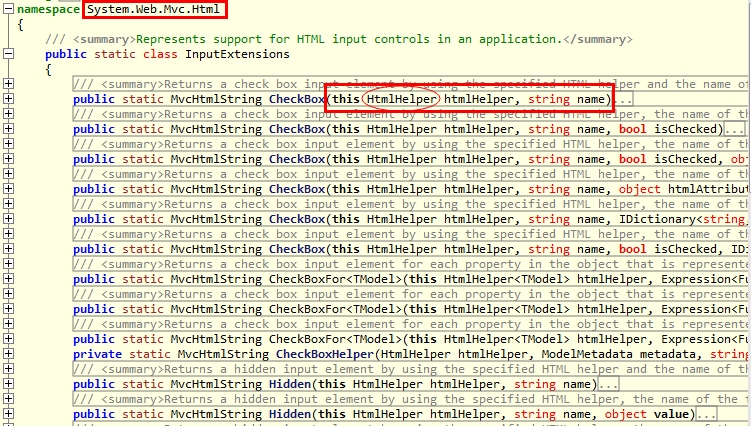 namespace System.Web.Mvc.Html
{
/// <summary>Represents support for HTML input controls in an application.</summary>
public static class InputExtensions
{
/// <summary>Returns a check box input element by using the specified HTML helper and the name of
public static MvcHtmlString CheckBox(this HtmlHelper htmlHelper, string name)...
/// <summary>Returns a check box input element by using the specified HTML helper, the name of th
public static MvcHtmlString CheckBox(this HtmlHelper htmlHelper, string name, bool isChecked)...
/// <summary>Returns a check box input element by using the specified HTML helper, the name of th
public static MvcHtmlString CheckBox(this HtmlHelper htmlHelper, string name, bool isChecked, obj
/// <summary>Returns a check box input element by using the specified HTML helper, the name of th
public static MvcHtmlString CheckBox(this HtmlHelper htmlHelper, string name, object htmlAttribut
/// <summary>Returns a check box input element by using the specified HTML helper, the name of th
public static MvcHtmlString CheckBox(this HtmlHelper htmlHelper, string name, IDictionary<string,
/// <summary>Returns a check box input element by using the specified HTML helper, the name of th
public static MvcHtmlString CheckBox(this HtmlHelper htmlHelper, string name, bool isChecked, IDi
/// <summary>Returns a check box input element for each property in the object that is represente
public static MvcHtmlString CheckBoxFor<TModel>(this HtmlHelper<TModel> htmlHelper, Expression<Fu
/// <summary>Returns a check box input element for each property in the object that is represente
public static MvcHtmlString CheckBoxFor<TModel>(this HtmlHelper<TModel> htmlHelper, Expression<Fu
/// <summary>Returns a check box input element for each property in the object that is represente
public static MvcHtmlString CheckBoxFor<TModel>(this HtmlHelper<TModel> htmlHelper, Expression<Fu
private static MvcHtmlString CheckBoxHelper(HtmlHelper htmlHelper, ModelMetadata metadata, string
/// <summary>Returns a hidden input element by using the specified HTML helper and the name of th
public static MvcHtmlString Hidden(this HtmlHelper htmlHelper, string name)...
/// <summary>Returns a hidden input element by using the specified HTML helper, the name of the f
public static MvcHtmlString Hidden(this HtmlHelper htmlHelper, string name, object value)...